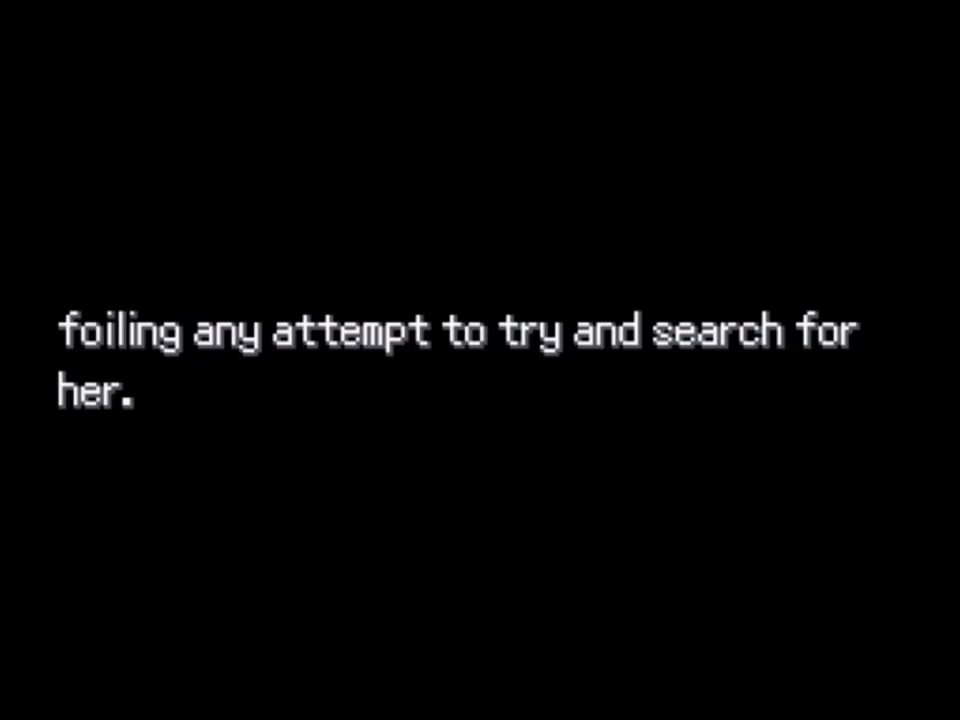 foiling any attempt to try and search for
her.